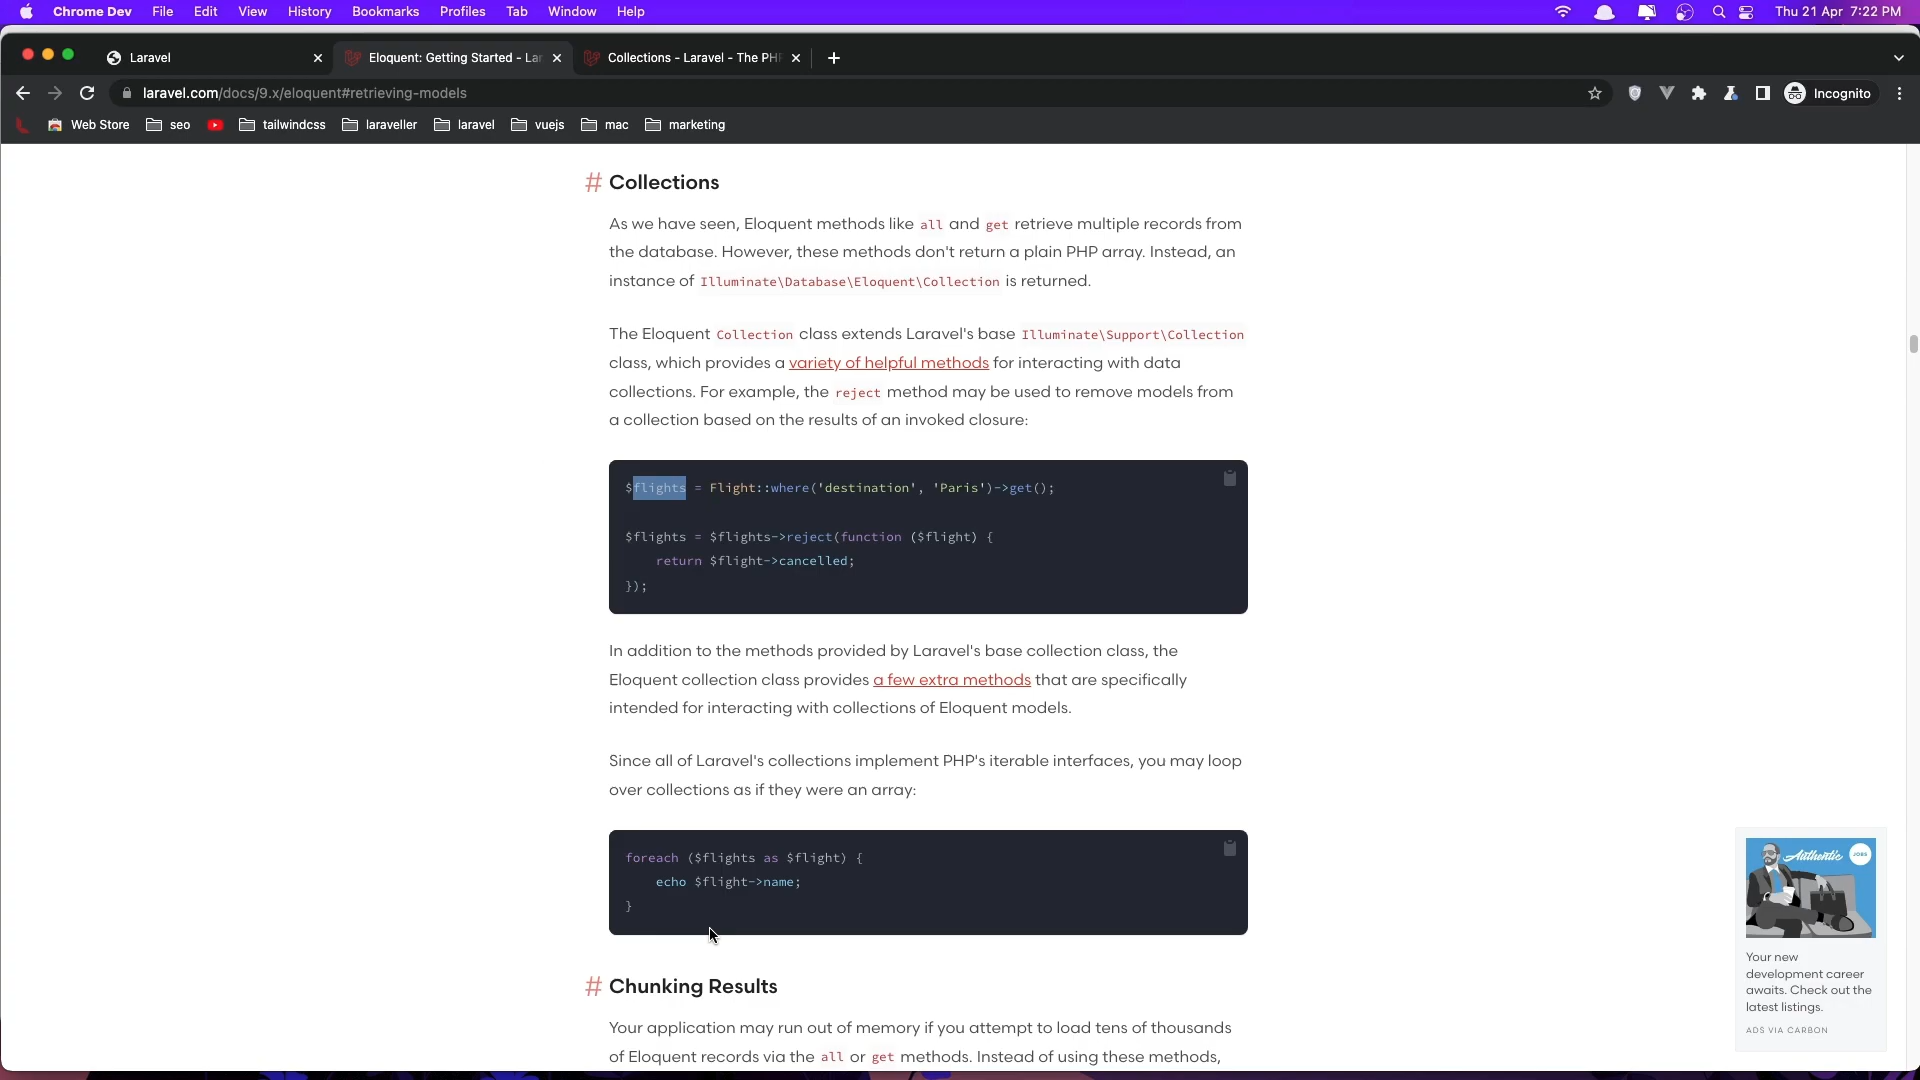 Chrome Dev File Edit View History Bookmarks Profiles Tab Window Help Thu 21 Apr 7:22 PM
Laravel Eloquent: Getting Started - Lar Collections - Laravel - The PHP
laravel.com/docs/9.x/eloquent#retrieving-models Incognito
Web Store seo tailwindcss laraveller laravel vuejs mac marketing
# Collections
As we have seen, Eloquent methods like all and get retrieve multiple records from
the database. However, these methods don't return a plain PHP array. Instead, an
instance of Illuminate\Database\Eloquent\Collection is returned.
The Eloquent Collection class extends Laravel's base Illuminate\Support\Collection
class, which provides a variety of helpful methods for interacting with data
collections. For example, the reject method may be used to remove models from
a collection based on the results of an invoked closure:
$flights = Flight::where('destination', 'Paris')->get();
$flights = $flights->reject(function ($flight) {
return $flight->cancelled;
});
In addition to the methods provided by Laravel's base collection class, the
Eloquent collection class provides a few extra methods that are specifically
intended for interacting with collections of Eloquent models.
Since all of Laravel's collections implement PHP's iterable interfaces, you may loop
over collections as if they were an array:
foreach ($flights as $flight) {
echo $flight->name;
}
# Chunking Results
Your application may run out of memory if you attempt to load tens of thousands
of Eloquent records via the all or get methods. Instead of using these methods,
Authentic JOBS
Your new
development career
awaits. Check out the
latest listings.
ADS VIA CARBON